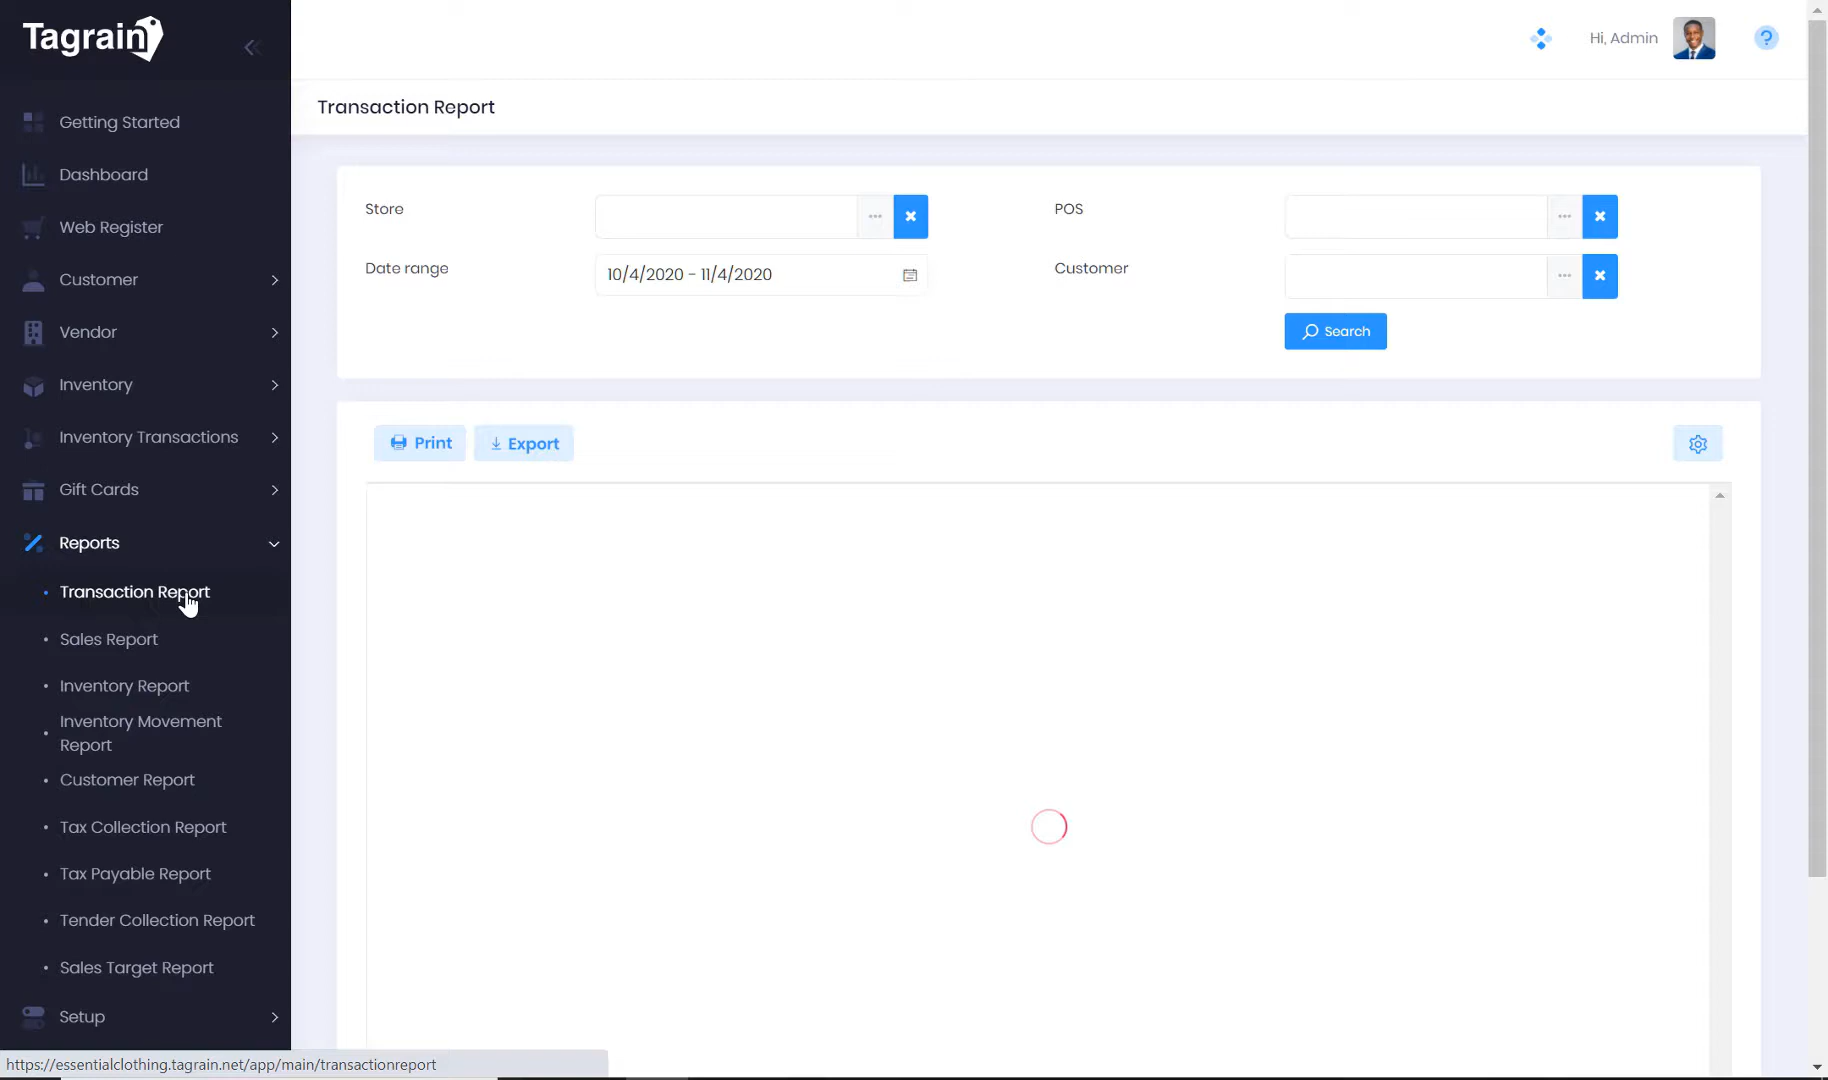 Tagrain
Hi, Admin
?
Getting Started
Dashboard
Web Register
Customer
Vendor
Inventory
Inventory Transactions
Gift Cards
Reports
Transaction Report
Sales Report
Inventory Report
Inventory Movement
Report
Customer Report
Tax Collection Report
Tax Payable Report
Tender Collection Report
Sales Target Report
Setup
Transaction Report
Store
POS
Date range
10/4/2020 - 11/4/2020
Customer
Search
Print
Export
https://essentialclothing.tagrain.net/app/main/transactionreport